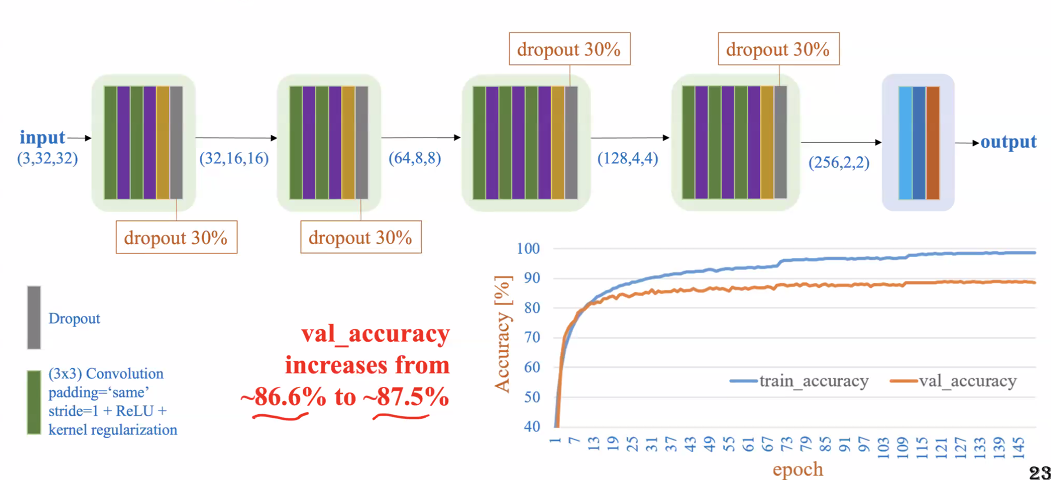 dropout 30%
dropout 30%
input
(3,32,32)
(32,16,16)
(64,8,8)
(128,4,4)
(256,2,2)
output
dropout 30%
dropout 30%
Dropout
(3x3) Convolution
padding=‘same’
stride=1 + ReLU +
kernel regularization
val_accuracy
increases from
~86.6% to ~87.5%
Accuracy [%]
100
90
80
70
60
50
40
train_accuracy
val_accuracy
1
7
13
19
25
31
37
43
49
55
61
67
73
79
85
91
97
103
109
115
121
127
133
139
145
epoch
23